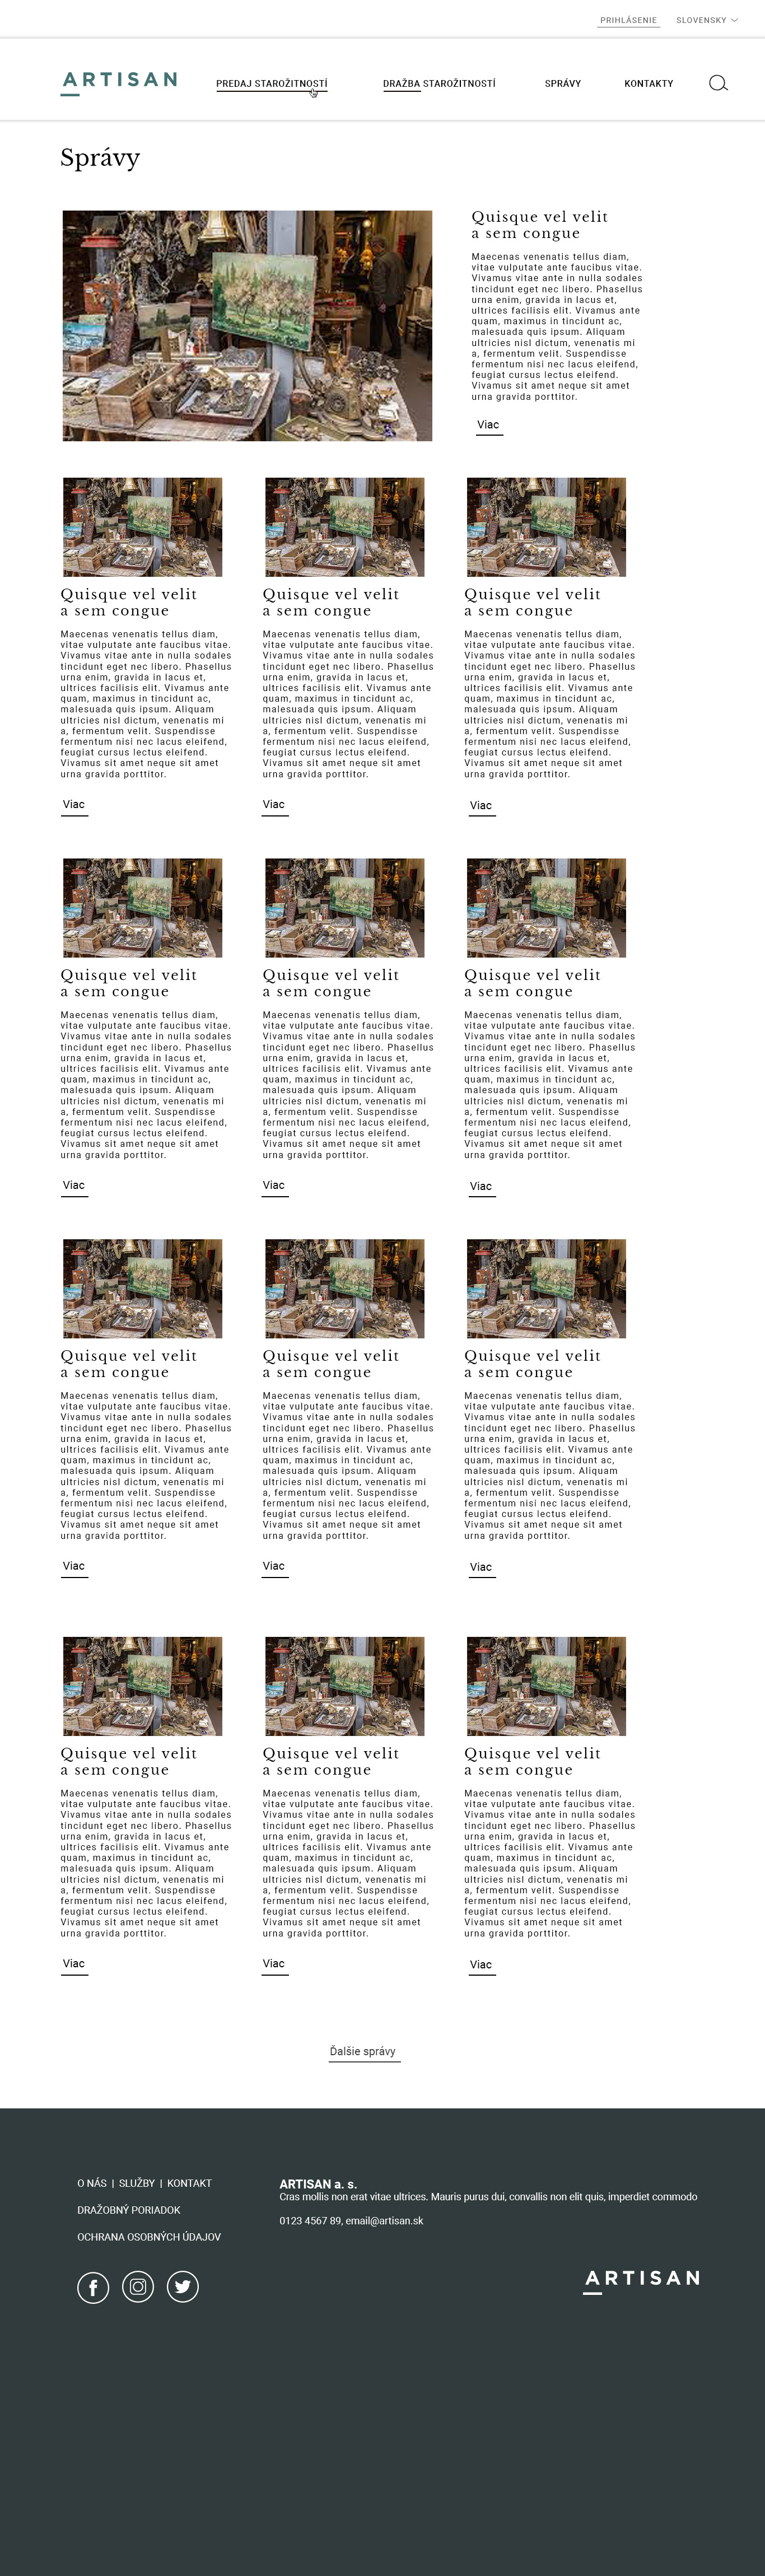 PRIHLÁSENIE SLOVENSKY
ARTISAN PREDAJ STAROŽITNOSTÍ DRAŽBA STAROŽITNOSTÍ SPRÁVY KONTAKTY
Správy
Quisque vel velit
a sem congue
Maecenas venenatis tellus diam,
vitae vulputate ante faucibus vitae.
Vivamus vitae ante in nulla sodales
tincidunt eget nec libero. Phasellus
urna enim, gravida in lacus et,
ultrices facilisis elit. Vivamus ante
quam, maximus in tincidunt ac,
malesuada quis ipsum. Aliquam
ultricies nisl dictum, venenatis mi
a, fermentum velit. Suspendisse
fermentum nisi nec lacus eleifend,
feugiat cursus lectus eleifend.
Vivamus sit amet neque sit amet
urna gravida porttitor.
Viac
Quisque vel velit
a sem congue
Maecenas venenatis tellus diam,
vitae vulputate ante faucibus vitae.
Vivamus vitae ante in nulla sodales
tincidunt eget nec libero. Phasellus
urna enim, gravida in lacus et,
ultrices facilisis elit. Vivamus ante
quam, maximus in tincidunt ac,
malesuada quis ipsum. Aliquam
ultricies nisl dictum, venenatis mi
a, fermentum velit. Suspendisse
fermentum nisi nec lacus eleifend,
feugiat cursus lectus eleifend.
Vivamus sit amet neque sit amet
urna gravida porttitor.
Viac
Quisque vel velit
a sem congue
Maecenas venenatis tellus diam,
vitae vulputate ante faucibus vitae.
Vivamus vitae ante in nulla sodales
tincidunt eget nec libero. Phasellus
urna enim, gravida in lacus et,
ultrices facilisis elit. Vivamus ante
quam, maximus in tincidunt ac,
malesuada quis ipsum. Aliquam
ultricies nisl dictum, venenatis mi
a, fermentum velit. Suspendisse
fermentum nisi nec lacus eleifend,
feugiat cursus lectus eleifend.
Vivamus sit amet neque sit amet
urna gravida porttitor.
Viac
Quisque vel velit
a sem congue
Maecenas venenatis tellus diam,
vitae vulputate ante faucibus vitae.
Vivamus vitae ante in nulla sodales
tincidunt eget nec libero. Phasellus
urna enim, gravida in lacus et,
ultrices facilisis elit. Vivamus ante
quam, maximus in tincidunt ac,
malesuada quis ipsum. Aliquam
ultricies nisl dictum, venenatis mi
a, fermentum velit. Suspendisse
fermentum nisi nec lacus eleifend,
feugiat cursus lectus eleifend.
Vivamus sit amet neque sit amet
urna gravida porttitor.
Viac
Quisque vel velit
a sem congue
Maecenas venenatis tellus diam,
vitae vulputate ante faucibus vitae.
Vivamus vitae ante in nulla sodales
tincidunt eget nec libero. Phasellus
urna enim, gravida in lacus et,
ultrices facilisis elit. Vivamus ante
quam, maximus in tincidunt ac,
malesuada quis ipsum. Aliquam
ultricies nisl dictum, venenatis mi
a, fermentum velit. Suspendisse
fermentum nisi nec lacus eleifend,
feugiat cursus lectus eleifend.
Vivamus sit amet neque sit amet
urna gravida porttitor.
Viac
Quisque vel velit
a sem congue
Maecenas venenatis tellus diam,
vitae vulputate ante faucibus vitae.
Vivamus vitae ante in nulla sodales
tincidunt eget nec libero. Phasellus
urna enim, gravida in lacus et,
ultrices facilisis elit. Vivamus ante
quam, maximus in tincidunt ac,
malesuada quis ipsum. Aliquam
ultricies nisl dictum, venenatis mi
a, fermentum velit. Suspendisse
fermentum nisi nec lacus eleifend,
feugiat cursus lectus eleifend.
Vivamus sit amet neque sit amet
urna gravida porttitor.
Viac
Quisque vel velit
a sem congue
Maecenas venenatis tellus diam,
vitae vulputate ante faucibus vitae.
Vivamus vitae ante in nulla sodales
tincidunt eget nec libero. Phasellus
urna enim, gravida in lacus et,
ultrices facilisis elit. Vivamus ante
quam, maximus in tincidunt ac,
malesuada quis ipsum. Aliquam
ultricies nisl dictum, venenatis mi
a, fermentum velit. Suspendisse
fermentum nisi nec lacus eleifend,
feugiat cursus lectus eleifend.
Vivamus sit amet neque sit amet
urna gravida porttitor.
Viac
Quisque vel velit
a sem congue
Maecenas venenatis tellus diam,
vitae vulputate ante faucibus vitae.
Vivamus vitae ante in nulla sodales
tincidunt eget nec libero. Phasellus
urna enim, gravida in lacus et,
ultrices facilisis elit. Vivamus ante
quam, maximus in tincidunt ac,
malesuada quis ipsum. Aliquam
ultricies nisl dictum, venenatis mi
a, fermentum velit. Suspendisse
fermentum nisi nec lacus eleifend,
feugiat cursus lectus eleifend.
Vivamus sit amet neque sit amet
urna gravida porttitor.
Viac
Quisque vel velit
a sem congue
Maecenas venenatis tellus diam,
vitae vulputate ante faucibus vitae.
Vivamus vitae ante in nulla sodales
tincidunt eget nec libero. Phasellus
urna enim, gravida in lacus et,
ultrices facilisis elit. Vivamus ante
quam, maximus in tincidunt ac,
malesuada quis ipsum. Aliquam
ultricies nisl dictum, venenatis mi
a, fermentum velit. Suspendisse
fermentum nisi nec lacus eleifend,
feugiat cursus lectus eleifend.
Vivamus sit amet neque sit amet
urna gravida porttitor.
Viac
Quisque vel velit
a sem congue
Maecenas venenatis tellus diam,
vitae vulputate ante faucibus vitae.
Vivamus vitae ante in nulla sodales
tincidunt eget nec libero. Phasellus
urna enim, gravida in lacus et,
ultrices facilisis elit. Vivamus ante
quam, maximus in tincidunt ac,
malesuada quis ipsum. Aliquam
ultricies nisl dictum, venenatis mi
a, fermentum velit. Suspendisse
fermentum nisi nec lacus eleifend,
feugiat cursus lectus eleifend.
Vivamus sit amet neque sit amet
urna gravida porttitor.
Viac
Quisque vel velit
a sem congue
Maecenas venenatis tellus diam,
vitae vulputate ante faucibus vitae.
Vivamus vitae ante in nulla sodales
tincidunt eget nec libero. Phasellus
urna enim, gravida in lacus et,
ultrices facilisis elit. Vivamus ante
quam, maximus in tincidunt ac,
malesuada quis ipsum. Aliquam
ultricies nisl dictum, venenatis mi
a, fermentum velit. Suspendisse
fermentum nisi nec lacus eleifend,
feugiat cursus lectus eleifend.
Vivamus sit amet neque sit amet
urna gravida porttitor.
Viac
Quisque vel velit
a sem congue
Maecenas venenatis tellus diam,
vitae vulputate ante faucibus vitae.
Vivamus vitae ante in nulla sodales
tincidunt eget nec libero. Phasellus
urna enim, gravida in lacus et,
ultrices facilisis elit. Vivamus ante
quam, maximus in tincidunt ac,
malesuada quis ipsum. Aliquam
ultricies nisl dictum, venenatis mi
a, fermentum velit. Suspendisse
fermentum nisi nec lacus eleifend,
feugiat cursus lectus eleifend.
Vivamus sit amet neque sit amet
urna gravida porttitor.
Viac
Quisque vel velit
a sem congue
Maecenas venenatis tellus diam,
vitae vulputate ante faucibus vitae.
Vivamus vitae ante in nulla sodales
tincidunt eget nec libero. Phasellus
urna enim, gravida in lacus et,
ultrices facilisis elit. Vivamus ante
quam, maximus in tincidunt ac,
malesuada quis ipsum. Aliquam
ultricies nisl dictum, venenatis mi
a, fermentum velit. Suspendisse
fermentum nisi nec lacus eleifend,
feugiat cursus lectus eleifend.
Vivamus sit amet neque sit amet
urna gravida porttitor.
Viac
Ďalšie správy
O NÁS | SLUŽBY | KONTAKT
DRAŽOBNÝ PORIADOK
OCHRANA OSOBNÝCH ÚDAJOV
ARTISAN a. s.
Cras mollis non erat vitae ultrices. Mauris purus dui, convallis non elit quis, imperdiet commodo
0123 4567 89, email@artisan.sk
ARTISAN